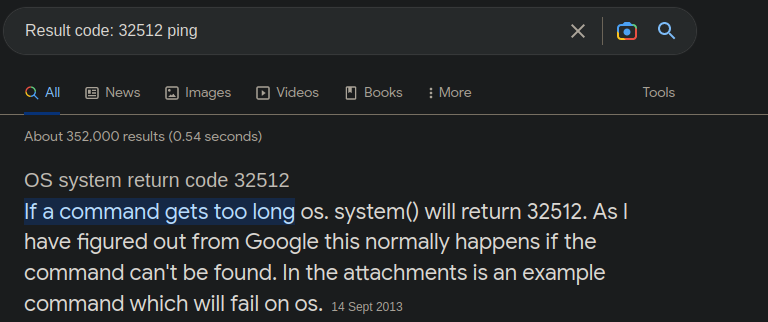 Result code: 32512 ping
All News Images Videos Books More Tools
About 352,000 results (0.54 seconds)
OS system return code 32512
If a command gets too long os. system() will return 32512. As I
have figured out from Google this normally happens if the
command can't be found. In the attachments is an example
command which will fail on os. 14 Sept 2013